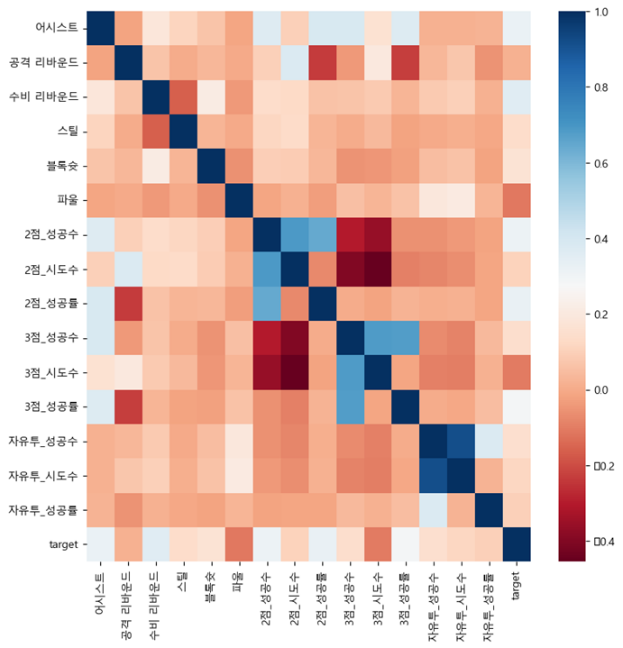 어시스트
공격 리바운드
수비 리바운드
스틸
블록슛
파울
2점_성공수
2점_시도수
2점_성공률
3점_성공수
3점_시도수
3점_성공률
자유투_성공수
자유투_시도수
자유투_성공률
target
1.0
0.8
0.6
0.4
0.2
0.0
□0.2
□0.4
어시스트
공격 리바운드
수비 리바운드
스틸
블록슛
파울
2점_성공수
2점_시도수
2점_성공률
3점_성공수
3점_시도수
3점_성공률
자유투_성공수
자유투_시도수
자유투_성공률
target